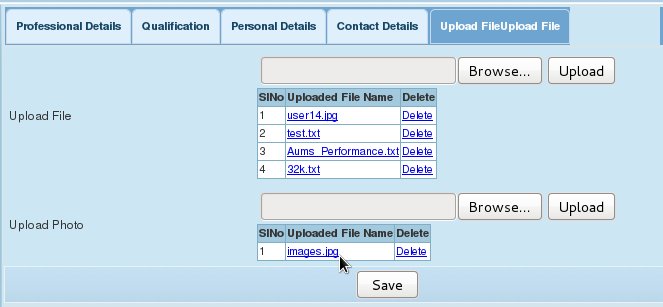 Professional Details Qualification Personal Details Contact Details Upload FileUpload File
Browse... Upload
Upload File
SlNo Uploaded File Name Delete
1 user14.jpg Delete
2 test.txt Delete
3 Aums_Performance.txt Delete
4 32k.txt Delete
Browse... Upload
Upload Photo
SlNo Uploaded File Name Delete
1 images.jpg Delete
Save